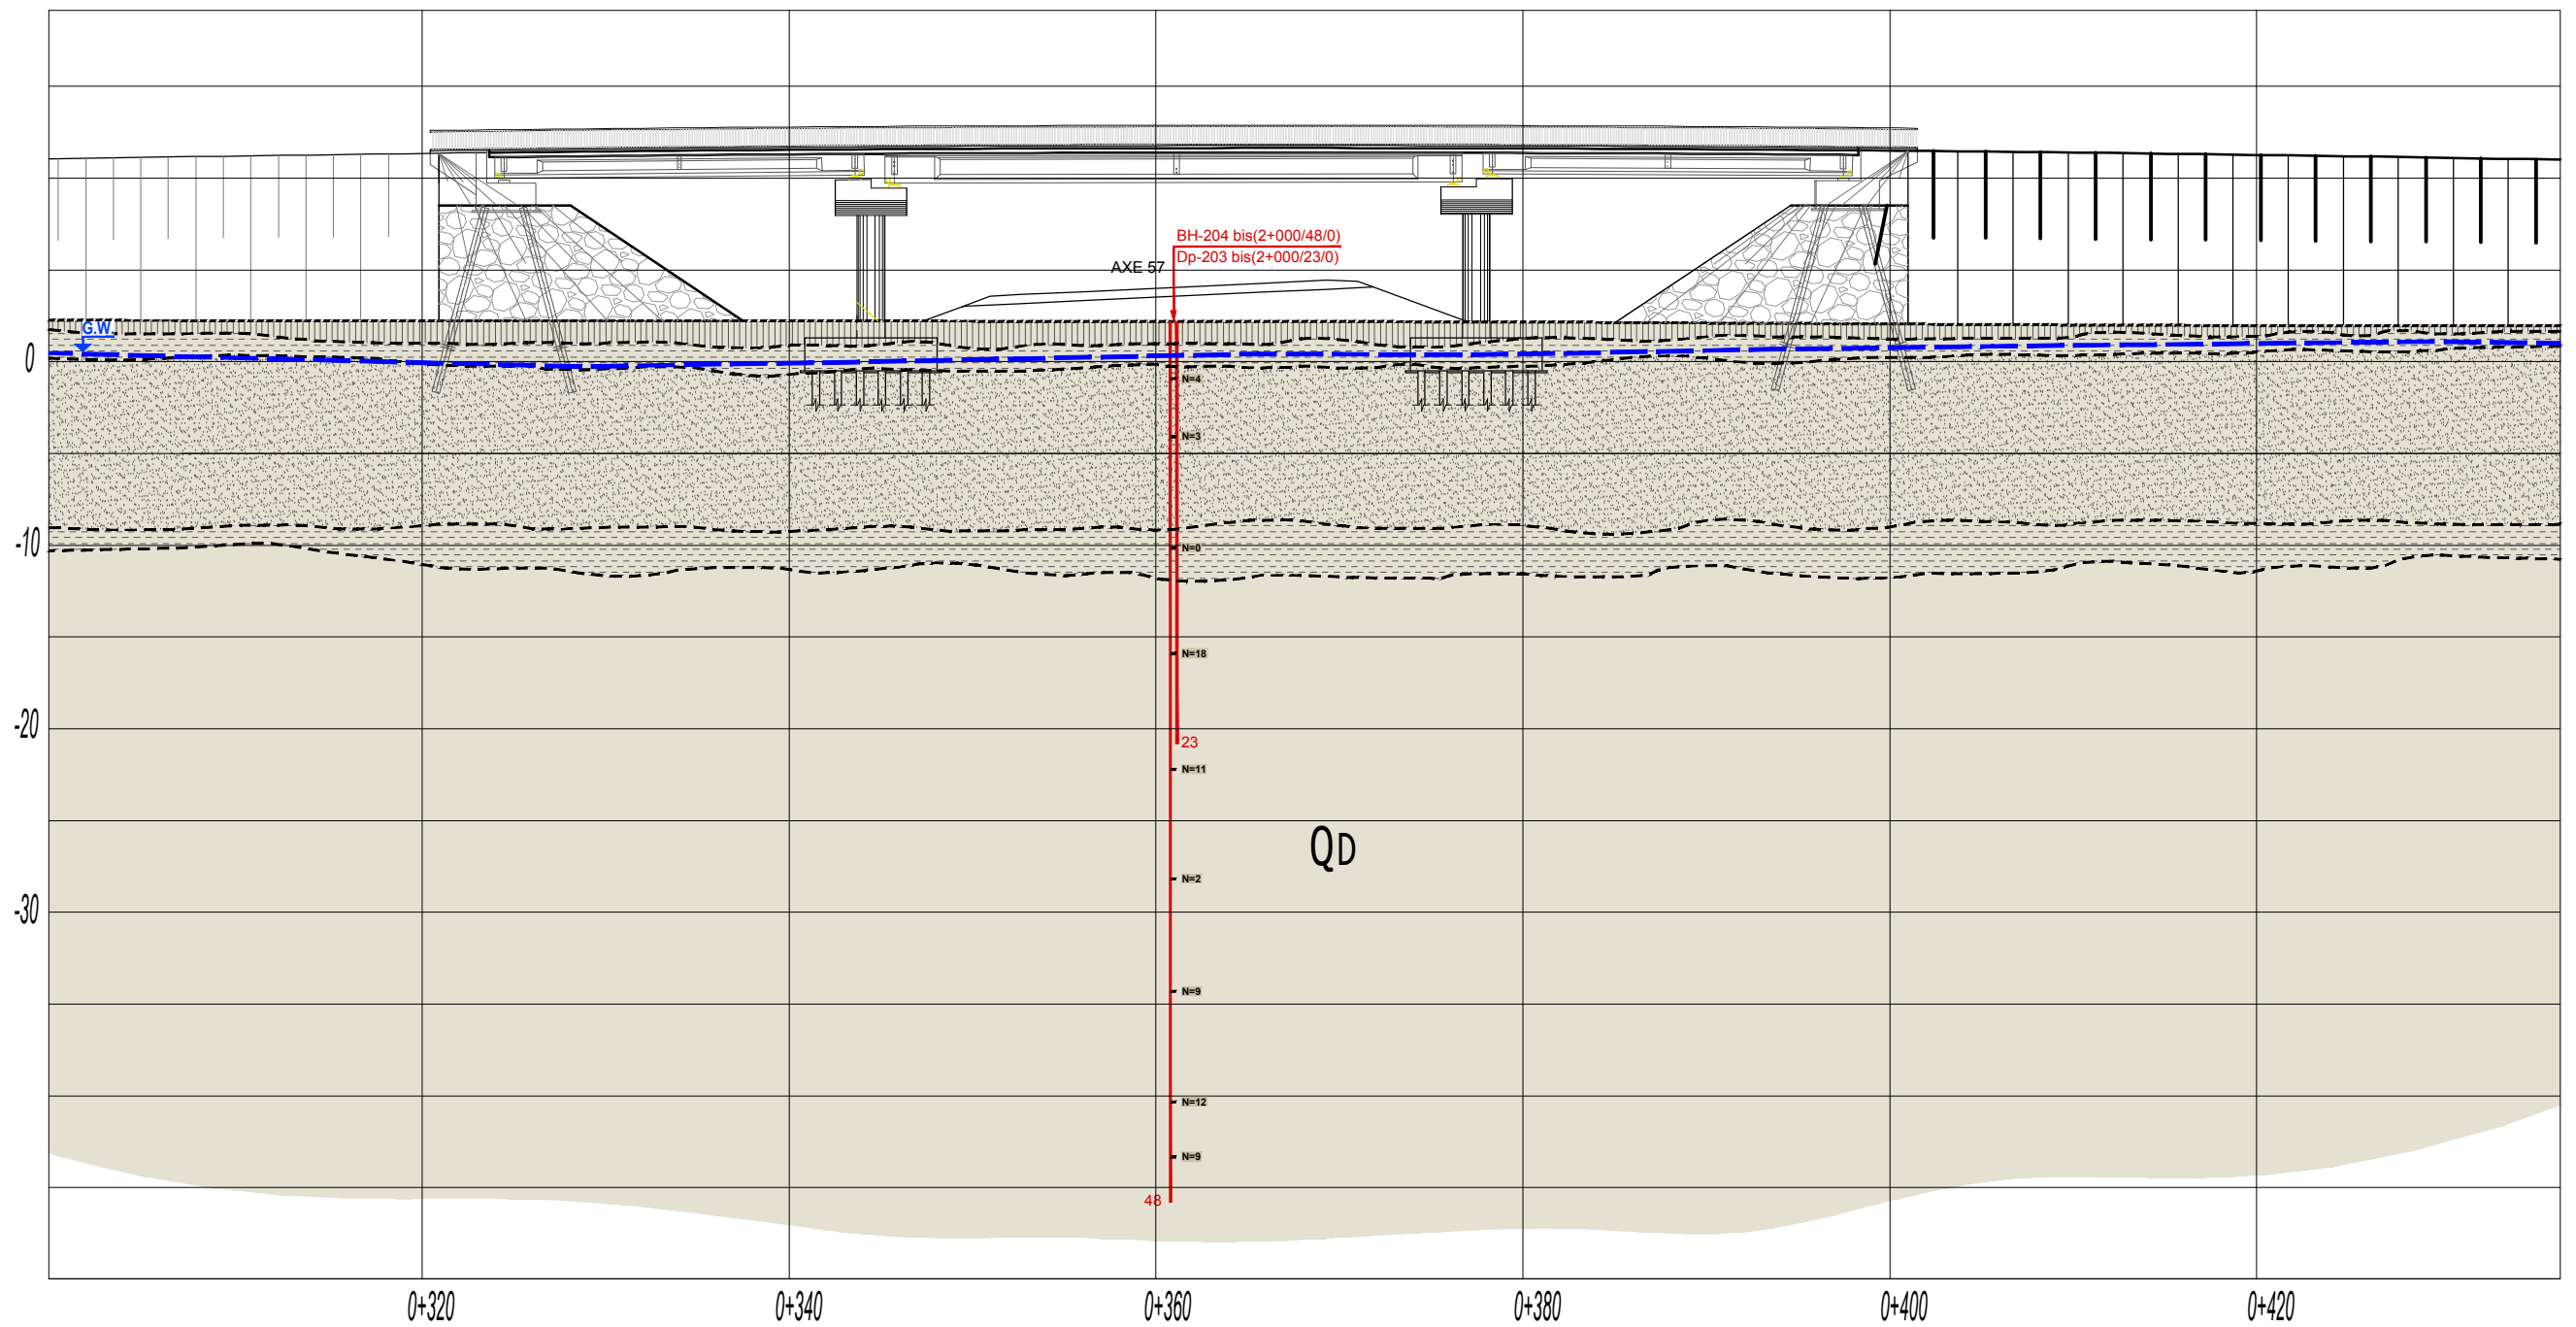 BH-204 bis(2+000/48/0)
Dp-203 bis(2+000/23/0)
AXE 57
G.W.
0
N=4
N=3
-10
N=0
N=18
-20
23
N=11
QD
N=2
-30
N=9
N=12
N=9
48
0+320
0+340
0+360
0+380
0+400
0+420